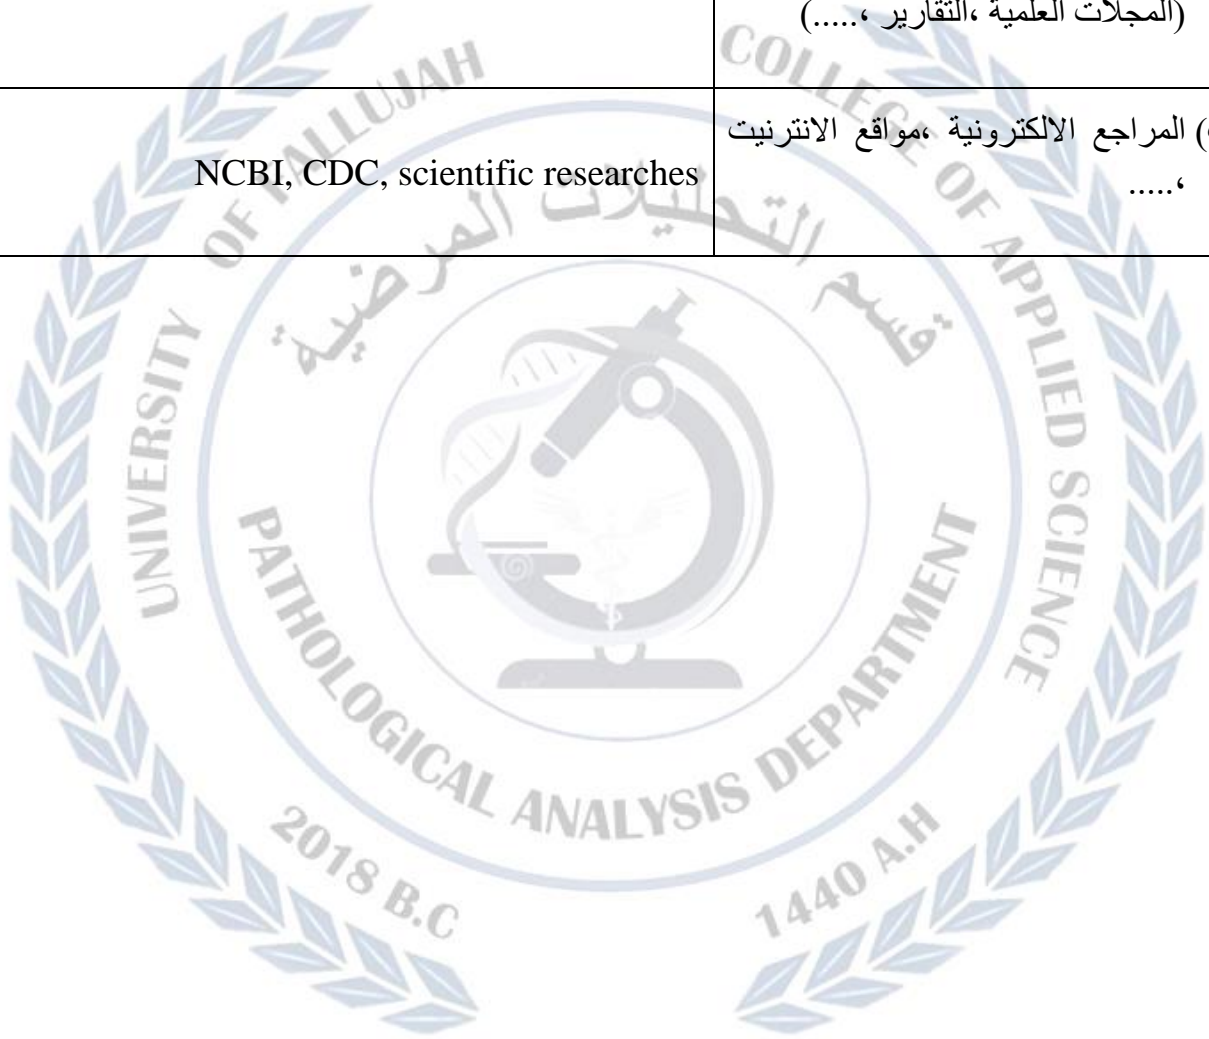 (المجلات العلمية ،التقارير ،.....)
) المراجع الالكترونية ،مواقع الانترنيت
،.....
NCBI, CDC, scientific researches
UNIVERSITY OF FALLUJAH
COLLEGE OF APPLIED SCIENCE
قسم التحليلات المرضية
PATHOLOGICAL ANALYSIS DEPARTMENT
2018 B.C
1440 A.H